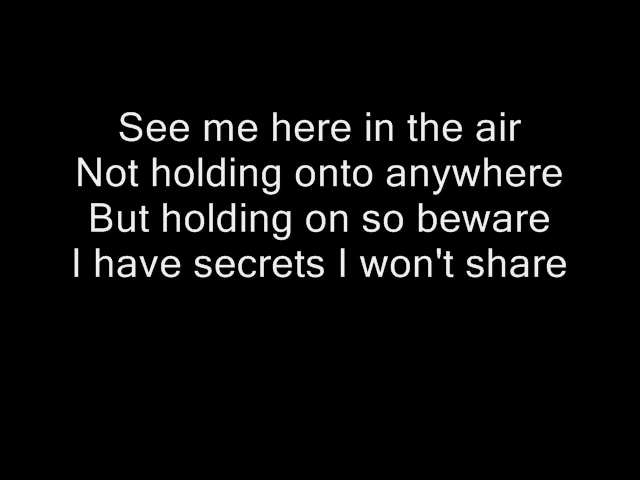 See me here in the air
Not holding onto anywhere
But holding on so beware
I have secrets I won't share